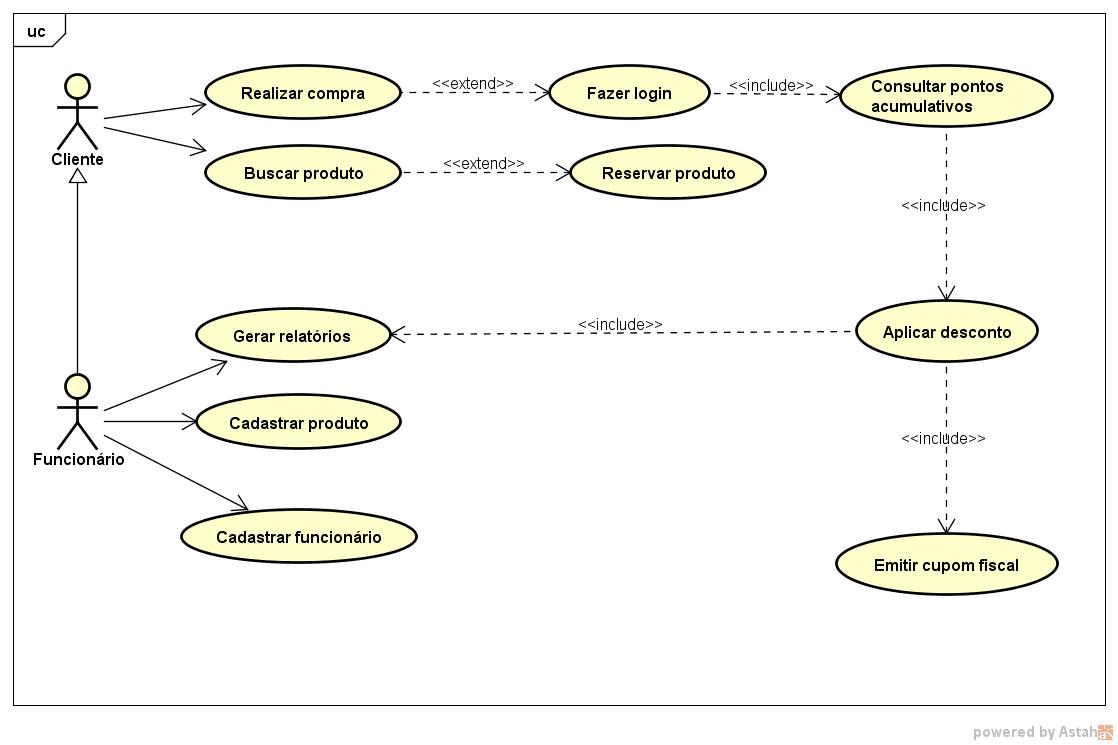 uc
Realizar compra
<<extend>>
Fazer login
<<include>>
Consultar pontos
acumulativos
Cliente
Buscar produto
<<extend>>
Reservar produto
<<include>>
Gerar relatórios
<<include>>
Aplicar desconto
Cadastrar produto
Funcionário
<<include>>
Cadastrar funcionário
Emitir cupom fiscal
powered by Astah